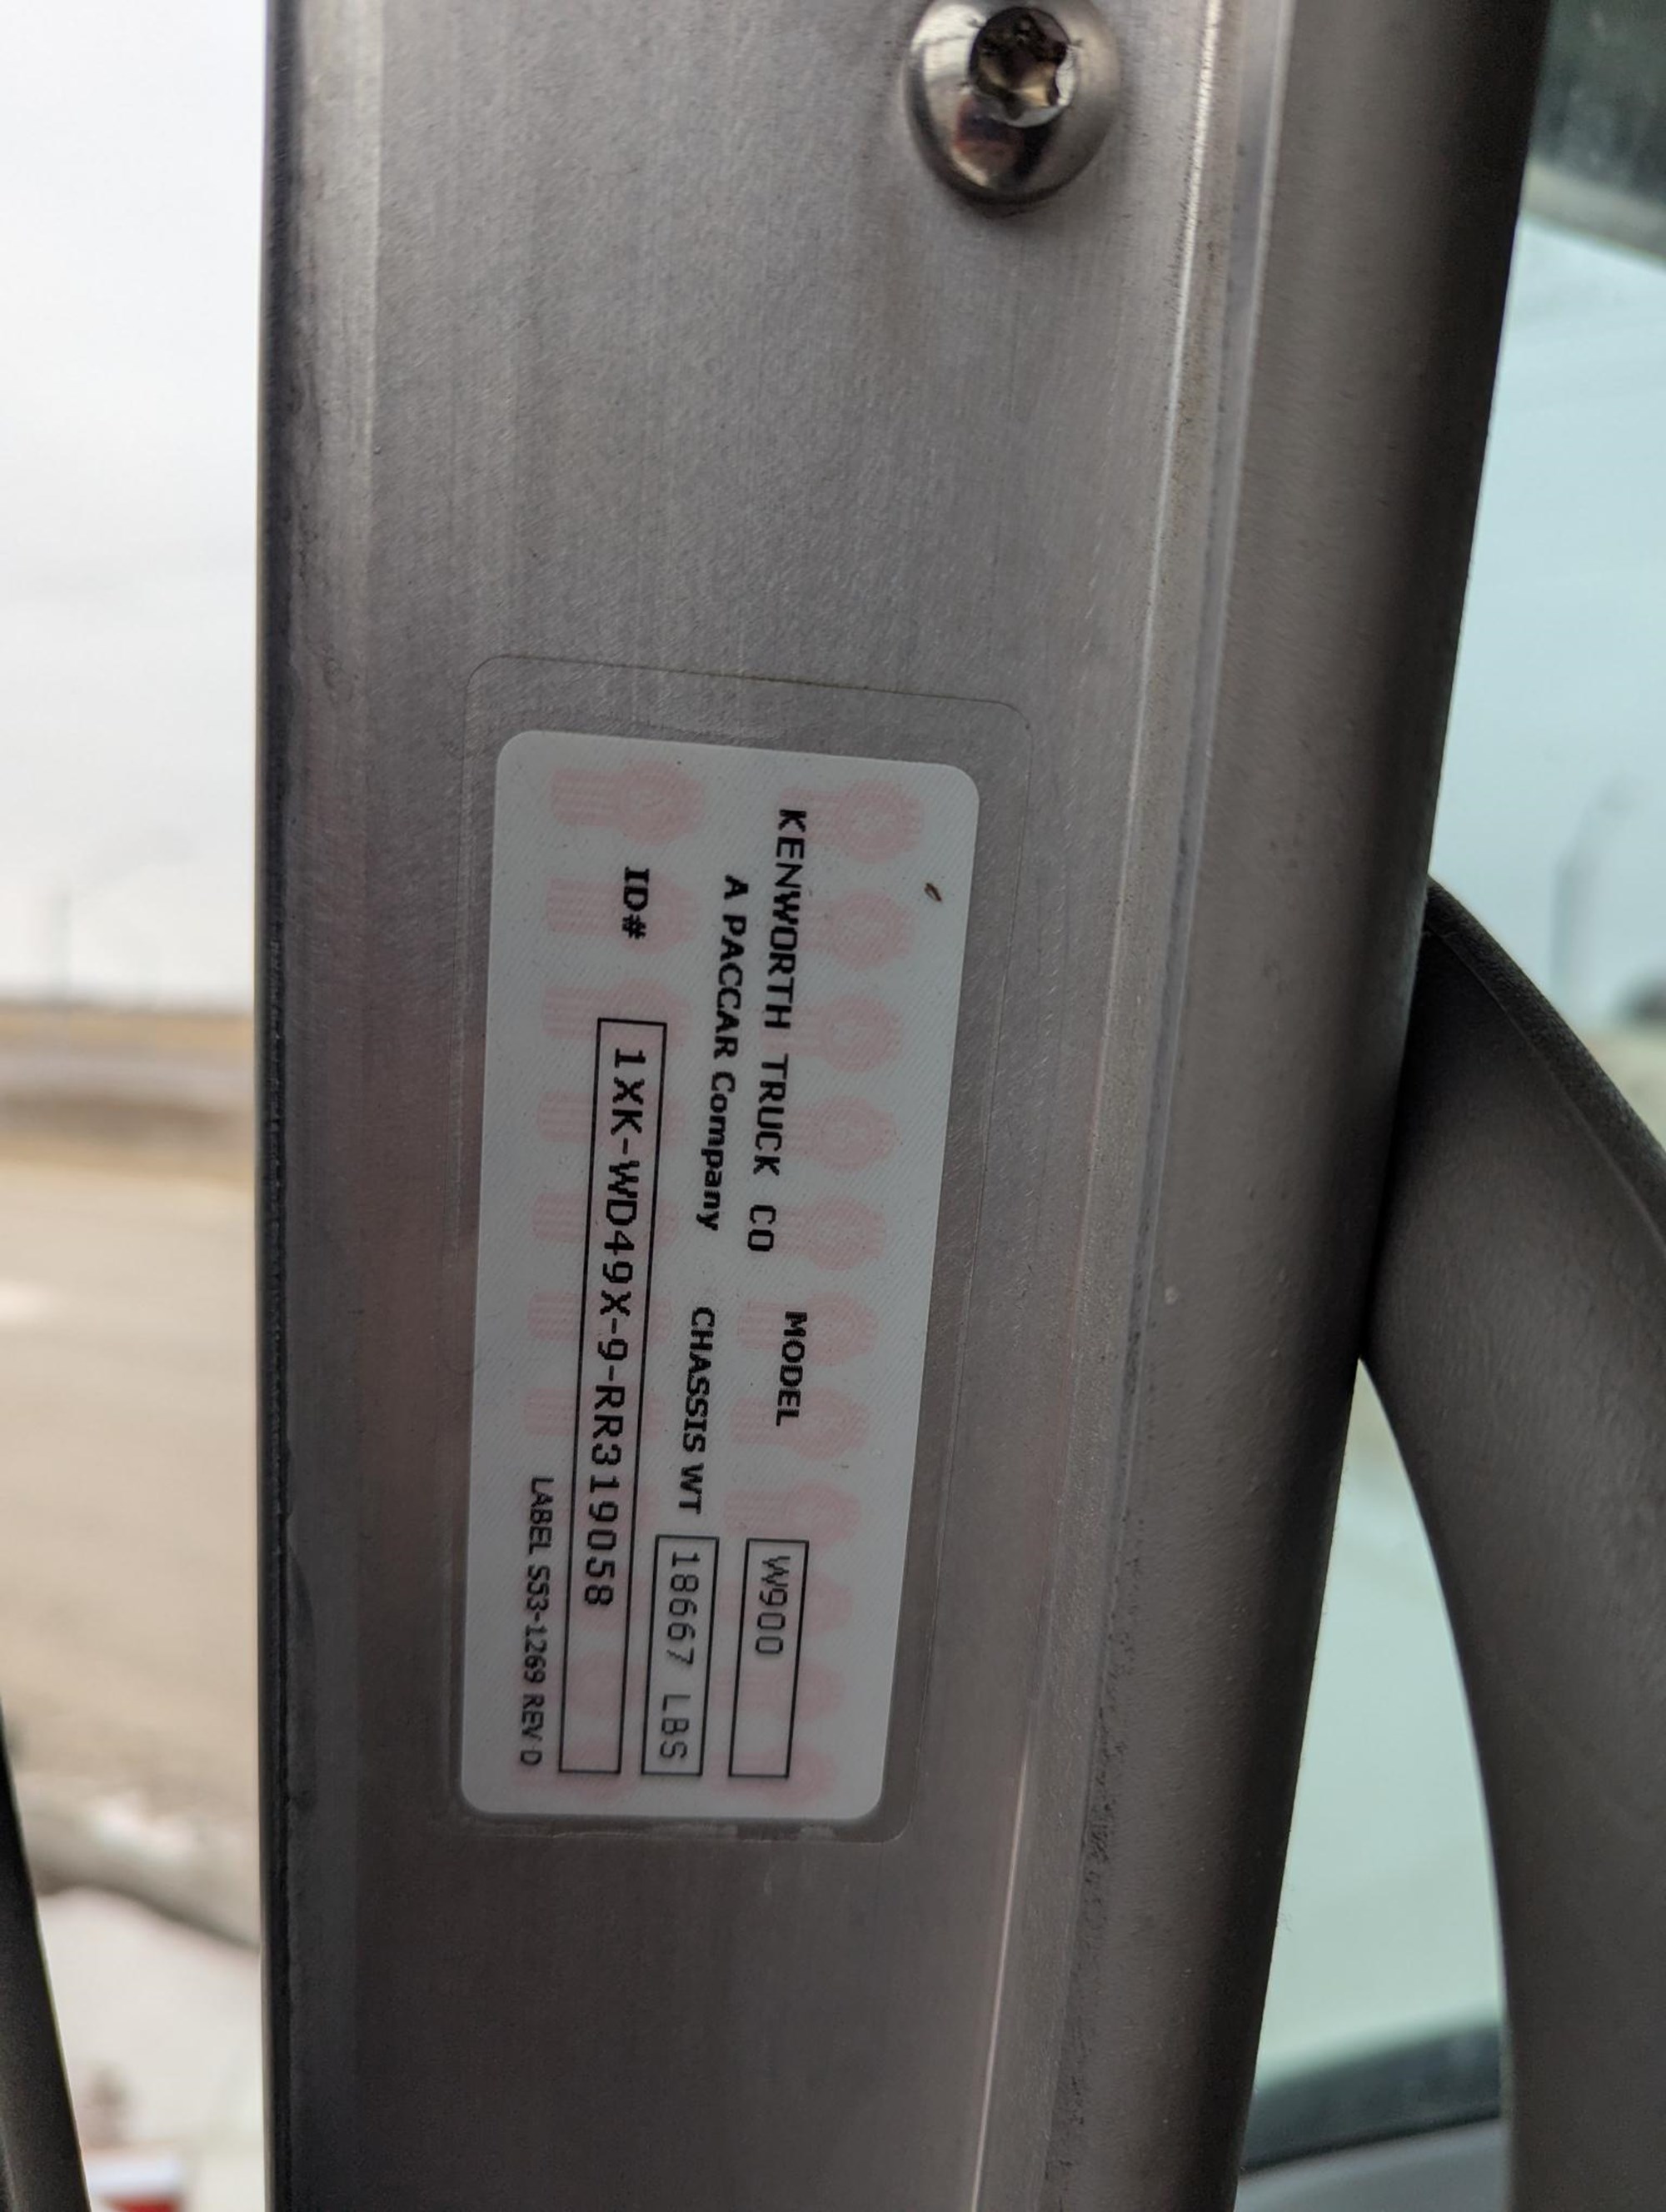 KENWORTH TRUCK CO
A PACCAR Company
MODEL W900
CHASSIS WT 18667 LBS
ID# 1XK-WD49X-9-RR319058
LABEL S53-1269 REV D